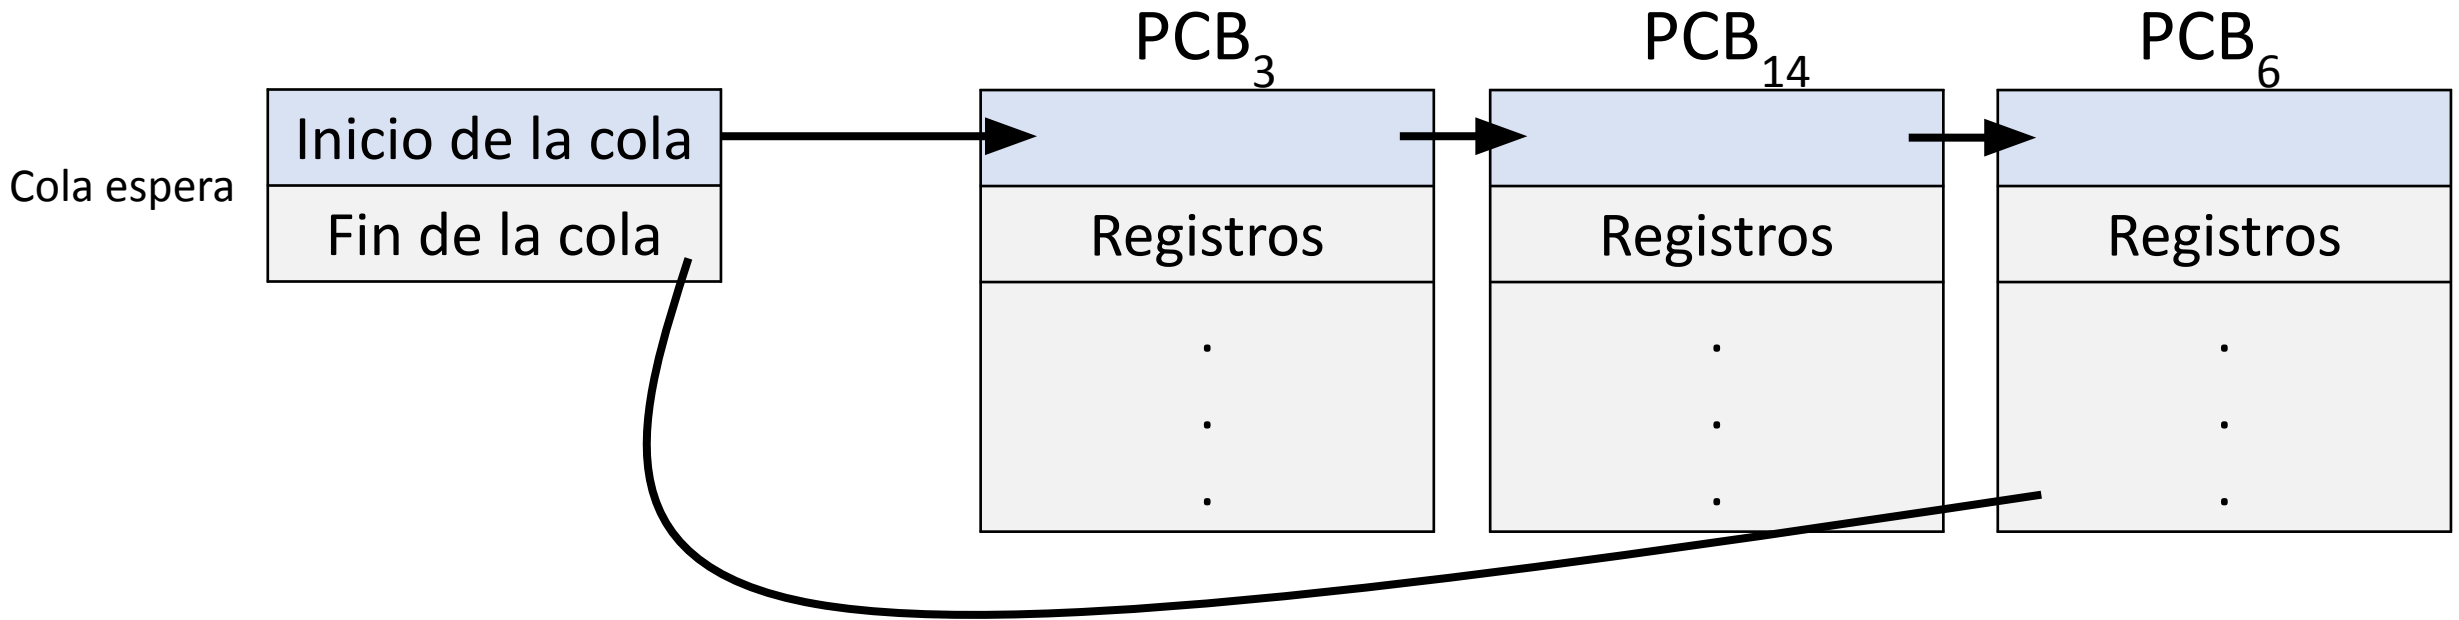 PCB3
PCB14
PCB6
Cola espera
Inicio de la cola
Fin de la cola
Registros
Registros
Registros
.
.
.
.
.
.
.
.
.